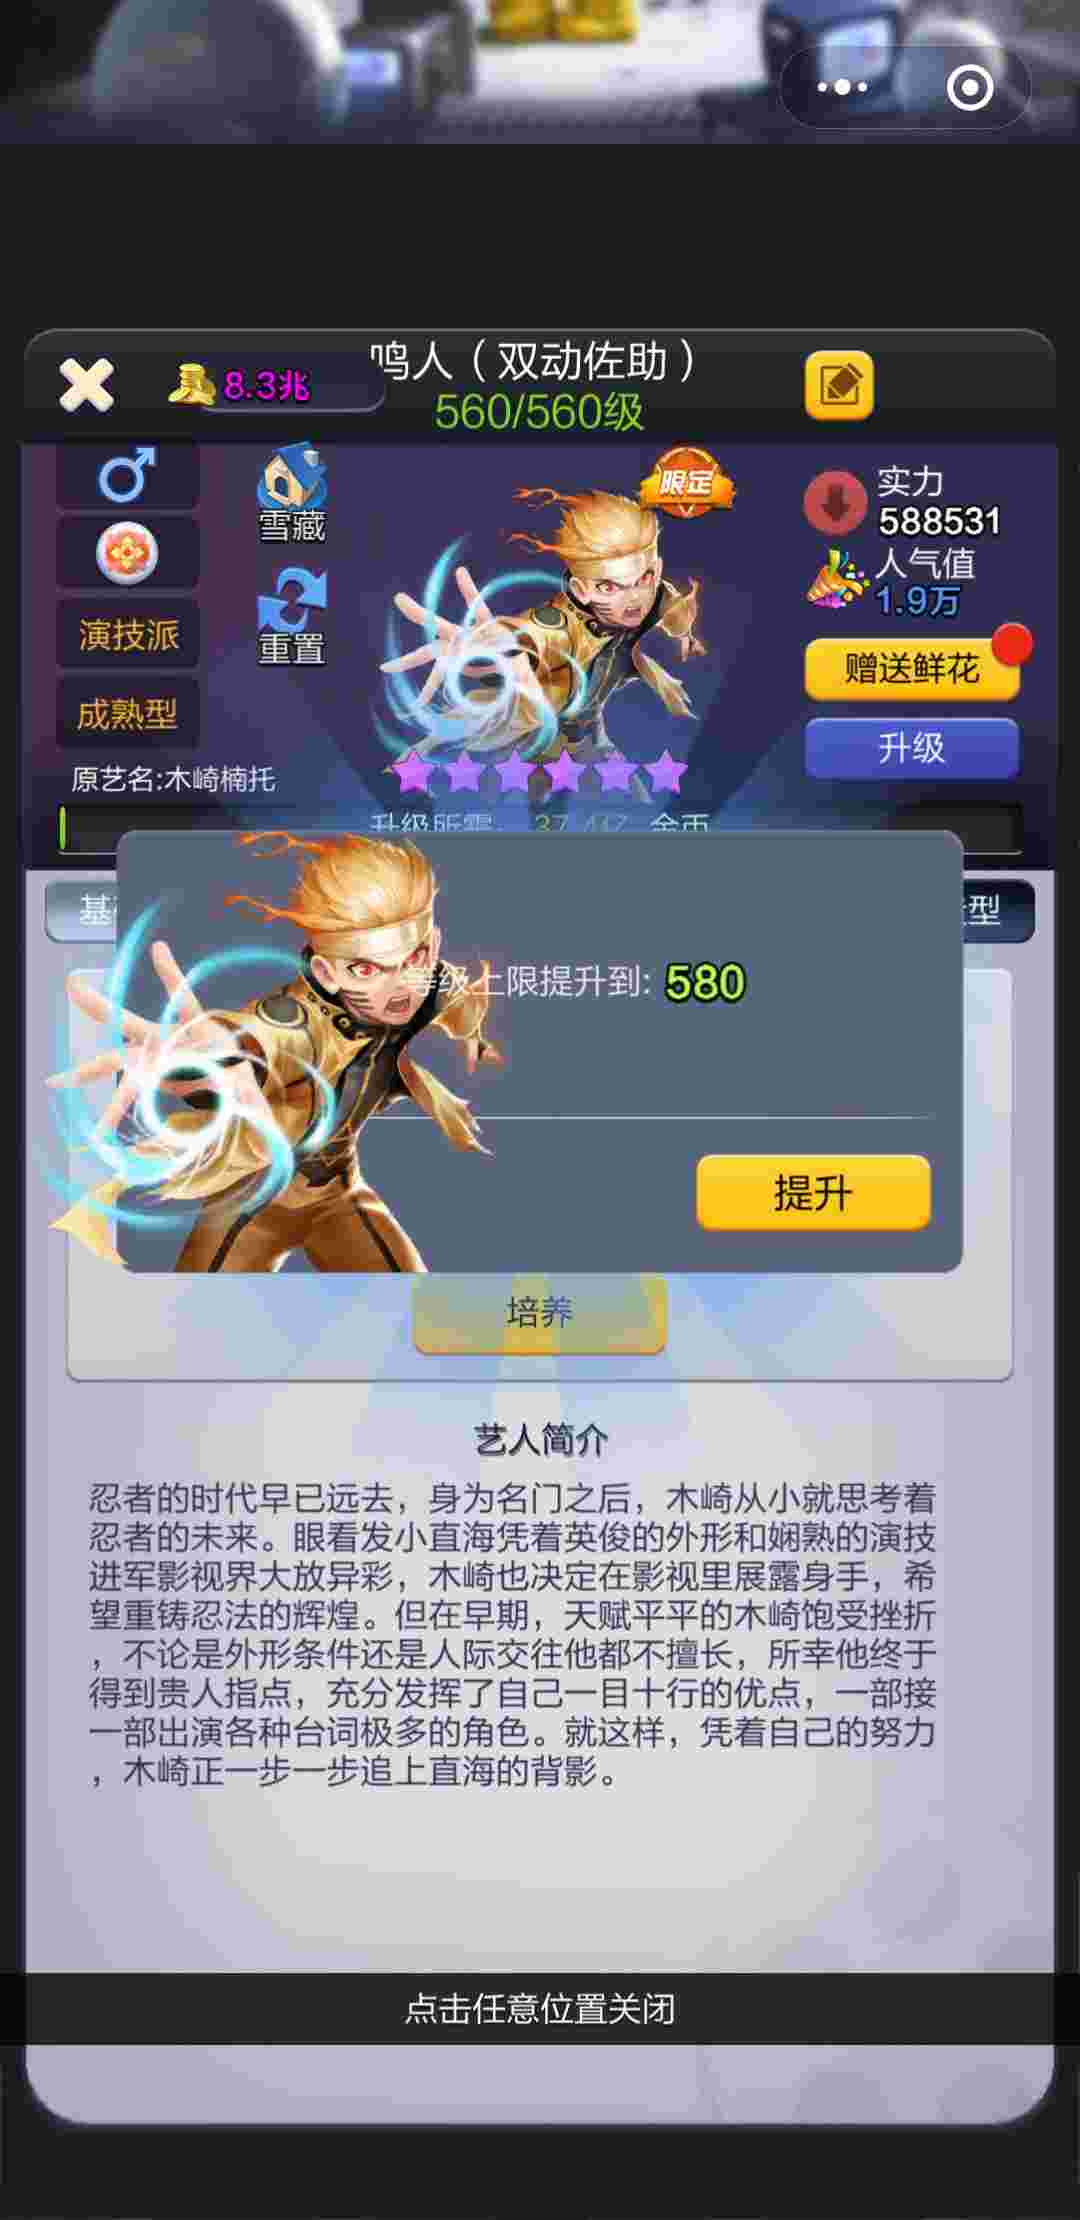 鸣人（双动佐助）
8.3兆
560/560级
限定
实力
588531
雪藏
人气值
1.9万
演技派
重置
赠送鲜花
成熟型
升级
原艺名:木崎楠托
升级所需: 37.4亿 金币
基
型
等级上限提升到: 580
提升
培养
艺人简介
忍者的时代早已远去，身为名门之后，木崎从小就思考着
忍者的未来。眼看发小直海凭着英俊的外形和娴熟的演技
进军影视界大放异彩，木崎也决定在影视里展露身手，希
望重铸忍法的辉煌。但在早期，天赋平平的木崎饱受挫折
，不论是外形条件还是人际交往他都不擅长，所幸他终于
得到贵人指点，充分发挥了自己一目十行的优点，一部接
一部出演各种台词极多的角色。就这样，凭着自己的努力
，木崎正一步一步追上直海的背影。
点击任意位置关闭